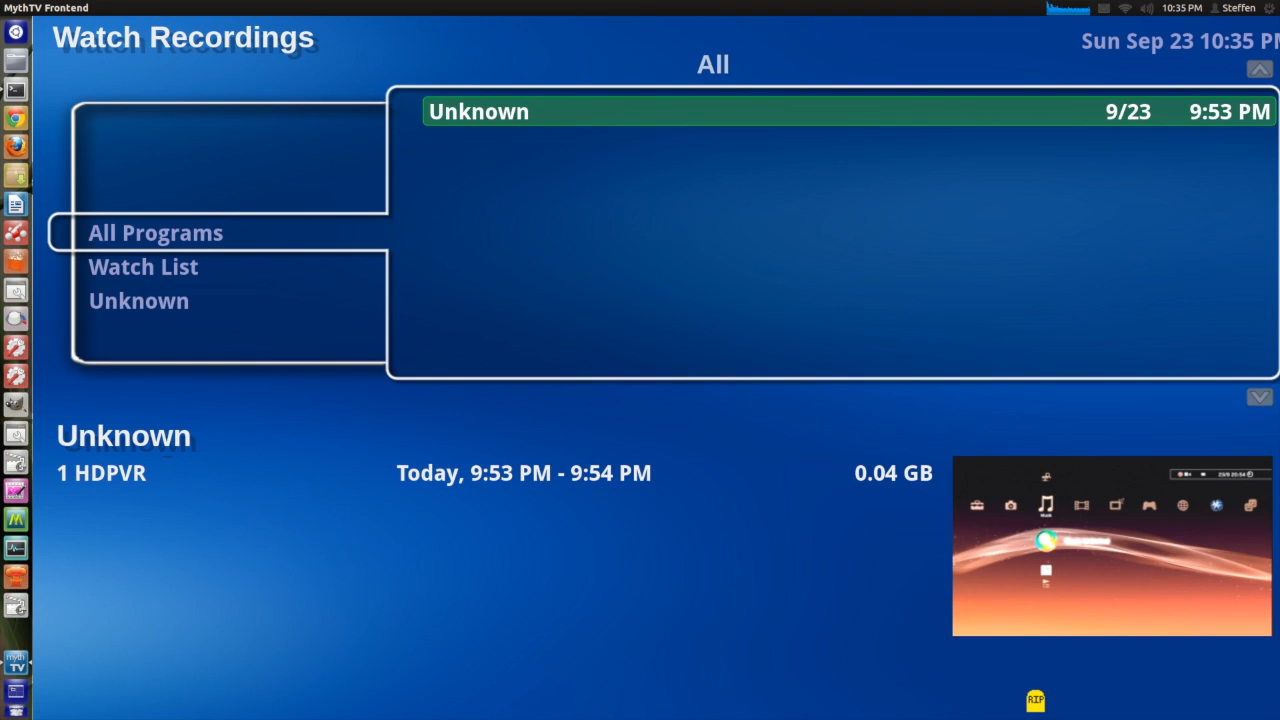 MythTV Frontend
10:35 PM Steffen
Watch Recordings
Sun Sep 23 10:35 PM
All
Unknown 9/23 9:53 PM
All Programs
Watch List
Unknown
Unknown
1 HDPVR Today, 9:53 PM - 9:54 PM 0.04 GB
RIP
myth
TV